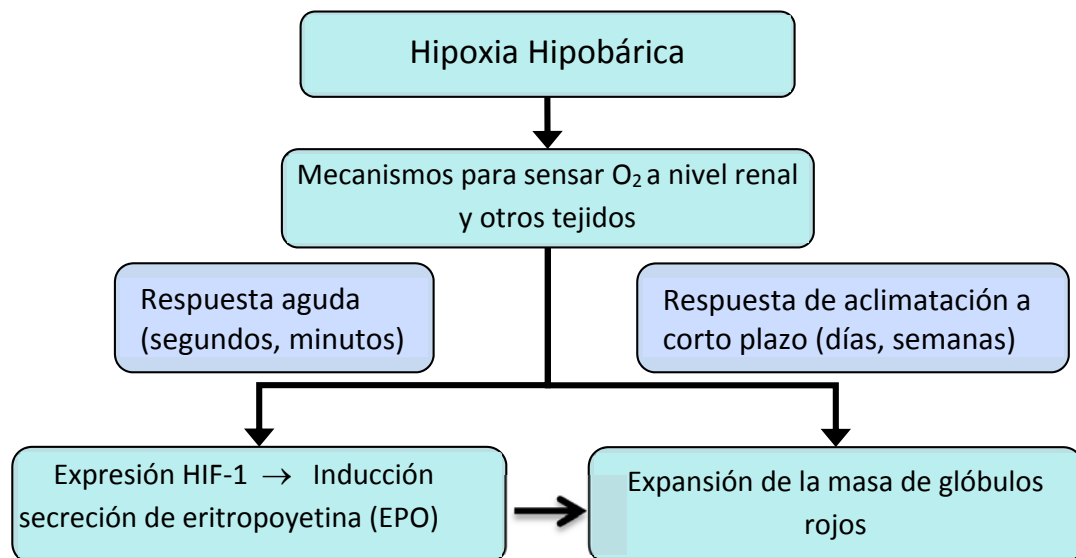 Hipoxia Hipobárica
Mecanismos para sensar O₂ a nivel renal
y otros tejidos
Respuesta aguda
(segundos, minutos)
Respuesta de aclimatación a
corto plazo (días, semanas)
Expresión HIF-1 → Inducción
secreción de eritropoyetina (EPO)
Expansión de la masa de glóbulos
rojos